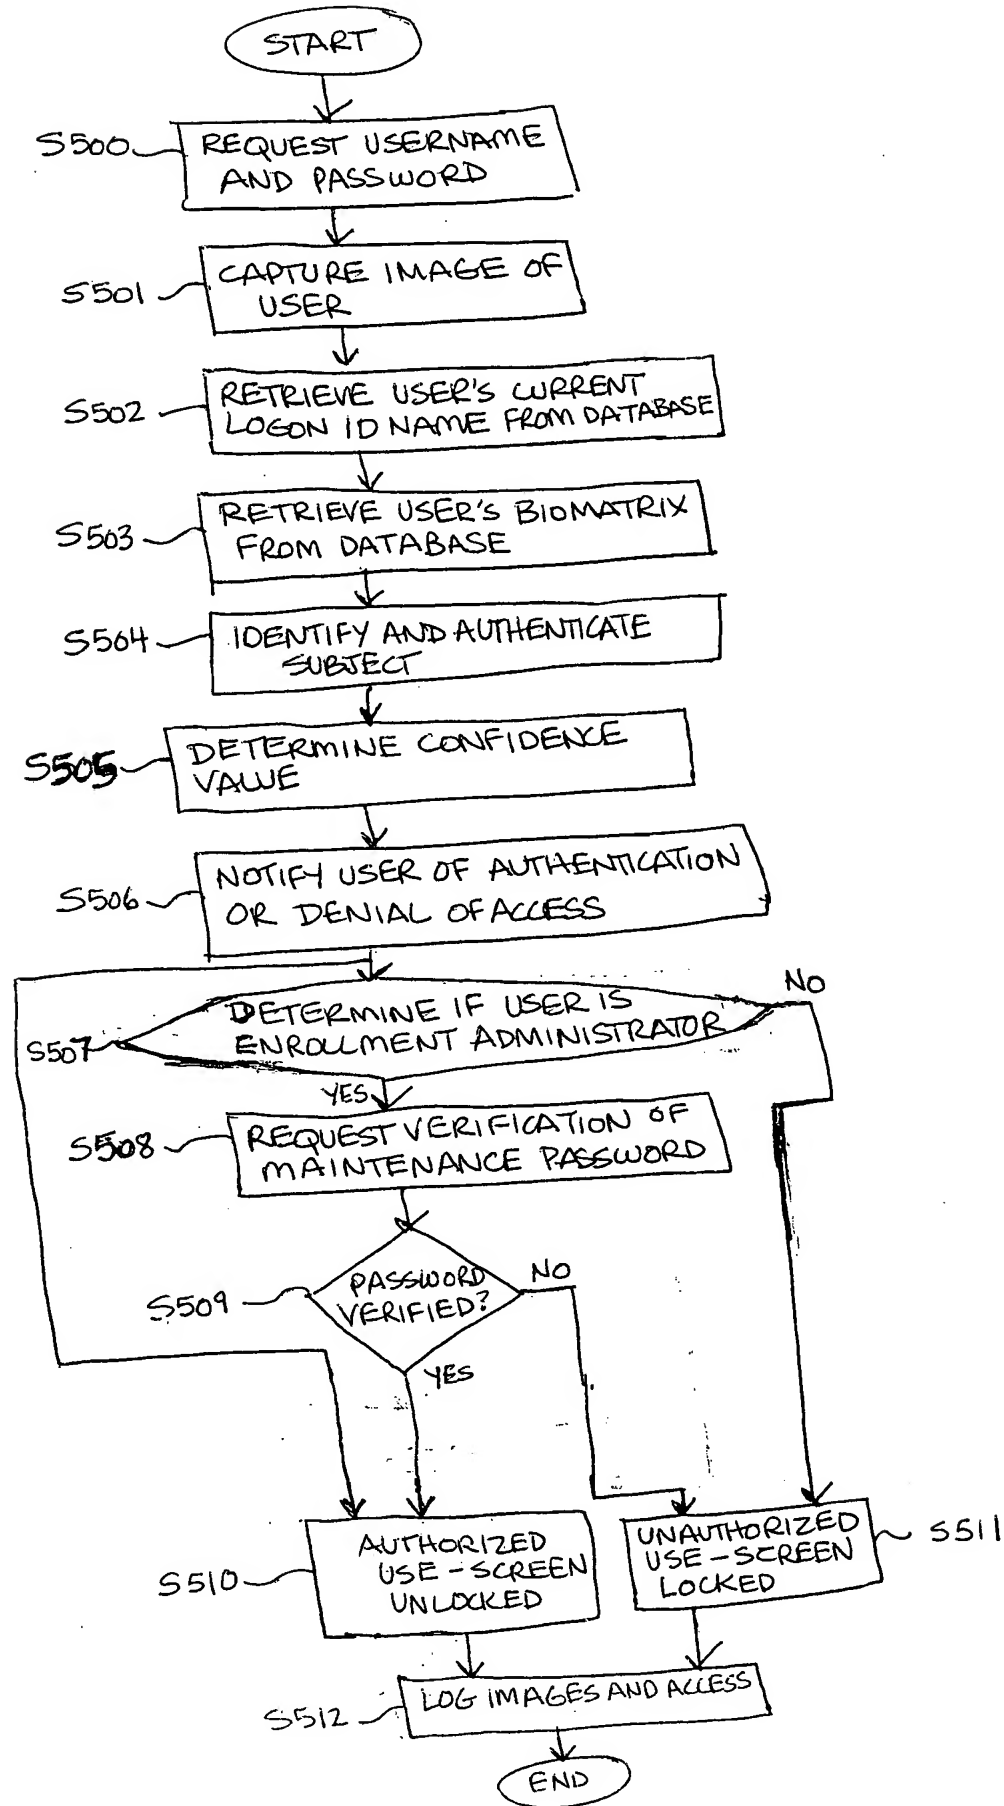 START
S500
REQUEST USERNAME
AND PASSWORD
S501
CAPTURE IMAGE OF
USER
S502
RETRIEVE USER'S CURRENT
LOGON ID NAME FROM DATABASE
S503
RETRIEVE USER'S BIOMATRIX
FROM DATABASE
S504
IDENTIFY AND AUTHENTICATE
SUBJECT
S505
DETERMINE CONFIDENCE
VALUE
S506
NOTIFY USER OF AUTHENTICATION
OR DENIAL OF ACCESS
S507
DETERMINE IF USER IS
ENROLLMENT ADMINISTRATOR
NO
YES
S508
REQUEST VERIFICATION OF
MAINTENANCE PASSWORD
S509
PASSWORD
VERIFIED?
NO
YES
S510
AUTHORIZED
USE-SCREEN
UNLOCKED
UNAUTHORIZED
USE-SCREEN
LOCKED
S511
S512
LOG IMAGES AND ACCESS
END